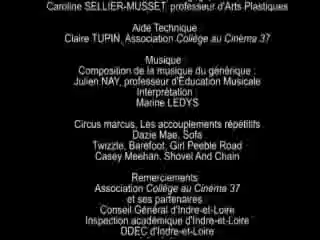 Caroline SELLIER-MUSSET, professeur d'Arts Plastiques
Aide Technique
Claire TUPIN, Association Collège au Cinéma 37
Musique
Composition de la musique du générique :
Julien NAY, professeur d'Education Musicale
Interprétation
Marine LEDYS
Circus marcus, Les accouplements répétitifs
Dazie Mae, Sofa
Twizzle, Barefoot, Girl Peeble Road
Casey Meehan, Shovel And Chain
Remerciements
Association Collège au Cinéma 37
et ses partenaires
Conseil Général d'Indre-et-Loire
Inspection académique d'Indre-et-Loire
DDEC d'Indre-et-Loire